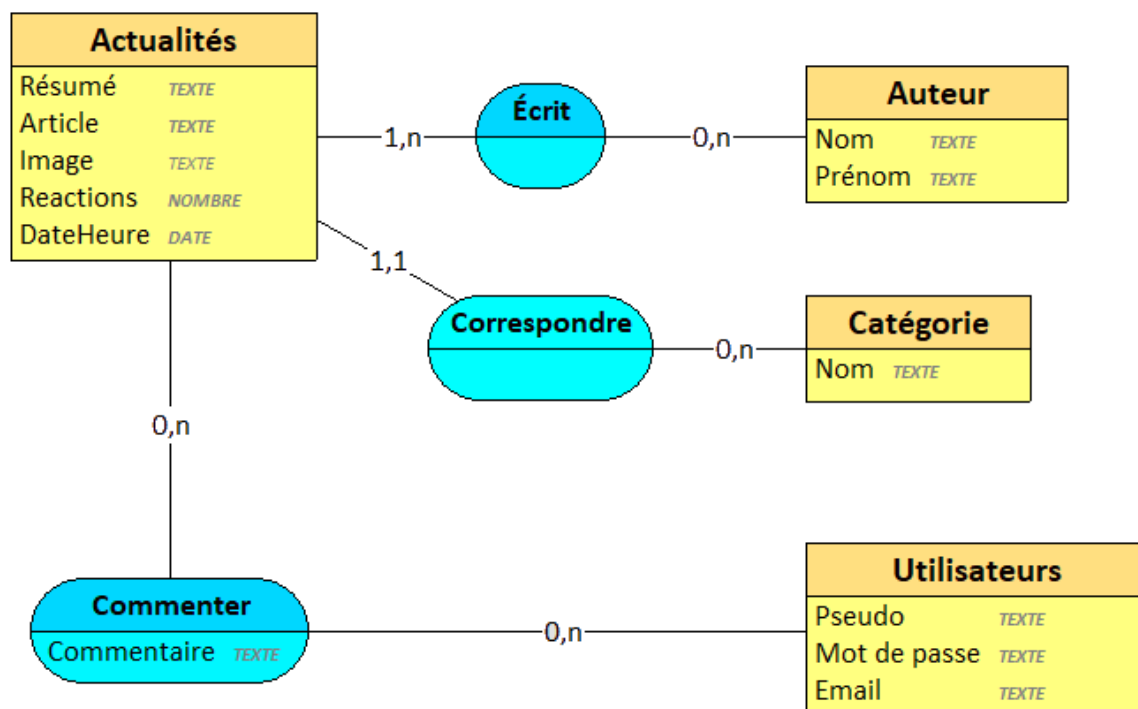 Actualités
Résumé TEXTE
Article TEXTE
Image TEXTE
Reactions NOMBRE
DateHeure DATE
1,n
Écrit
0,n
Auteur
Nom TEXTE
Prénom TEXTE
1,1
Correspondre
0,n
Catégorie
Nom TEXTE
0,n
Commenter
Commentaire TEXTE
0,n
Utilisateurs
Pseudo TEXTE
Mot de passe TEXTE
Email TEXTE